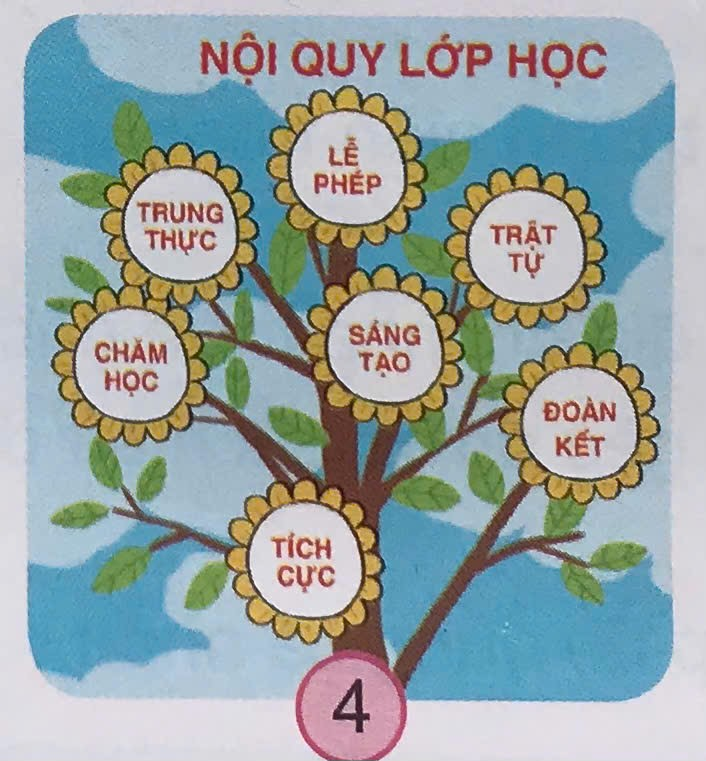 NỘI QUY LỚP HỌC
LỄ
PHÉP
TRUNG
THỰC
TRẬT
TỰ
SÁNG
TẠO
CHĂM
HỌC
ĐOÀN
KẾT
TÍCH
CỰC
4